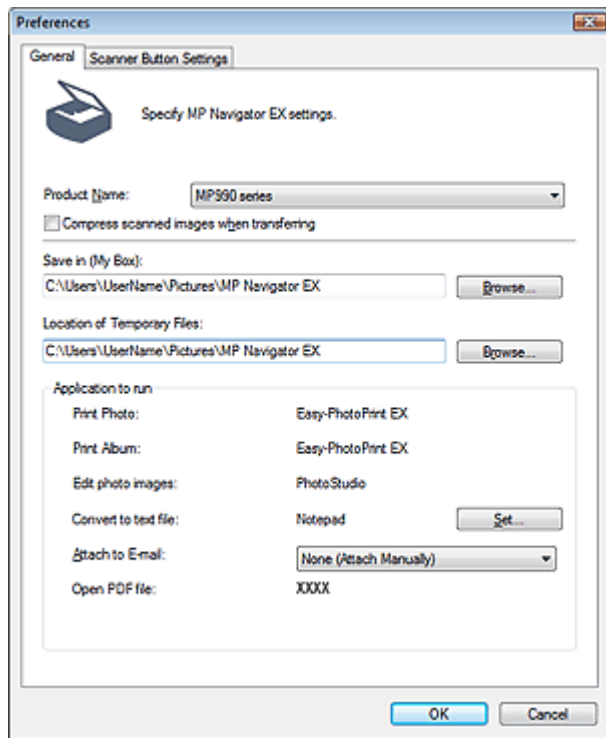 Preferences
General Scanner Button Settings
Specify MP Navigator EX settings.
Product Name: MP990 series
Compress scanned images when transferring
Save in (My Box):
C:\Users\UserName\Pictures\MP Navigator EX Browse...
Location of Temporary Files:
C:\Users\UserName\Pictures\MP Navigator EX Browse...
Application to run
Print Photo: Easy-PhotoPrint EX
Print Album: Easy-PhotoPrint EX
Edit photo images: PhotoStudio
Convert to text file: Notepad Set...
Attach to E-mail: None (Attach Manually)
Open PDF file: XXXX
OK Cancel